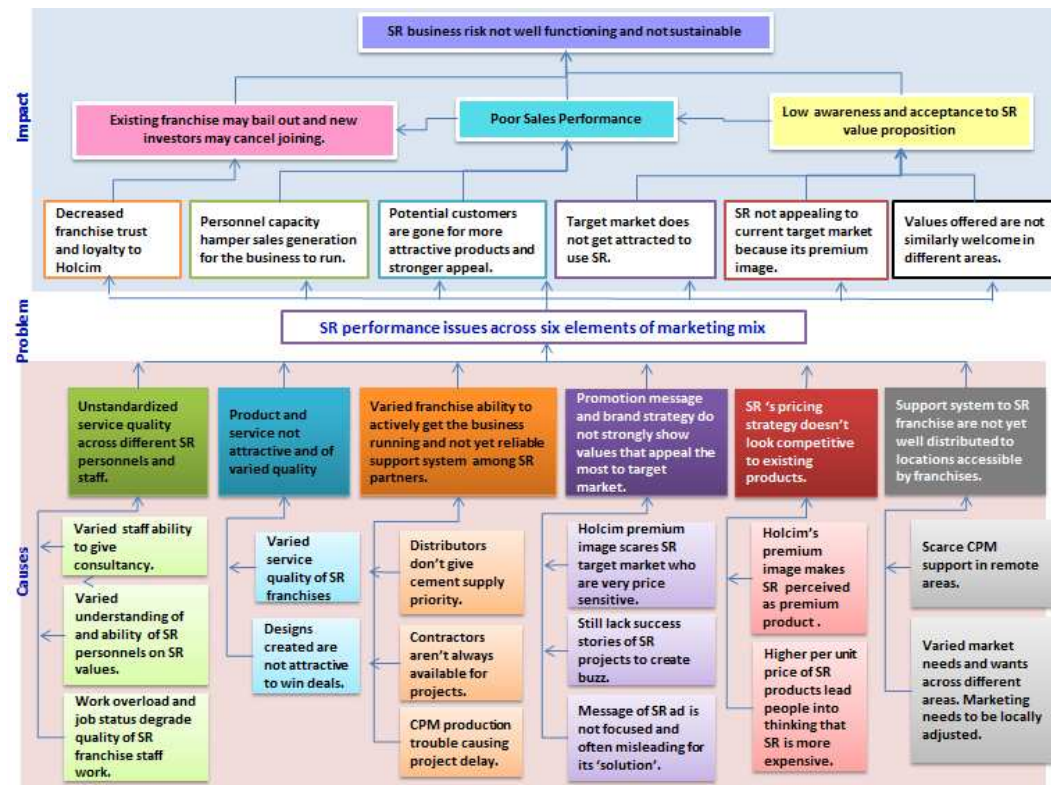 SR business risk not well functioning and not sustainable
Impact
Existing franchise may bail out and new
investors may cancel joining.
Poor Sales Performance
Low awareness and acceptance to SR
value proposition
Decreased
franchise trust
and loyalty to
Holcim
Personnel capacity
hamper sales generation
for the business to run.
Potential customers
are gone for more
attractive products and
stronger appeal.
Target market does
not get attracted to
use SR.
SR not appealing to
current target market
because its premium
image.
Values offered are not
similarly welcome in
different areas.
Problem
SR performance issues across six elements of marketing mix
Causes
Unstandardized
service quality
across different SR
personnels and
staff.
Product and
service not
attractive and of
varied quality
Varied franchise ability to
actively get the business
running and not yet reliable
support system among SR
partners.
Promotion message
and brand strategy do
not strongly show
values that appeal the
most to target
market.
SR 's pricing
strategy doesn't
look competitive
to existing
products.
Support system to SR
franchise are not yet
well distributed to
locations accessible
by franchises.
Varied staff ability
to give
consultancy.
Varied
understanding of
and ability of SR
personnels on SR
values.
Work overload and
job status degrade
quality of SR
franchise staff
work.
Varied
service
quality of SR
franchises
Designs
created are
not attractive
to win deals.
Distributors
don't give
cement supply
priority.
Contractors
aren't always
available for
projects.
CPM production
trouble causing
project delay.
Holcim premium
image scares SR
target market who
are very price
sensitive.
Still lack success
stories of SR
projects to create
buzz.
Message of SR ad is
not focused and
often misleading for
its 'solution'.
Holcim's
premium
image makes
SR perceived
as premium
product .
Higher per unit
price of SR
products lead
people into
thinking that
SR is more
expensive.
Scarce CPM
support in remote
areas.
Varied market
needs and wants
across different
areas. Marketing
needs to be locally
adjusted.